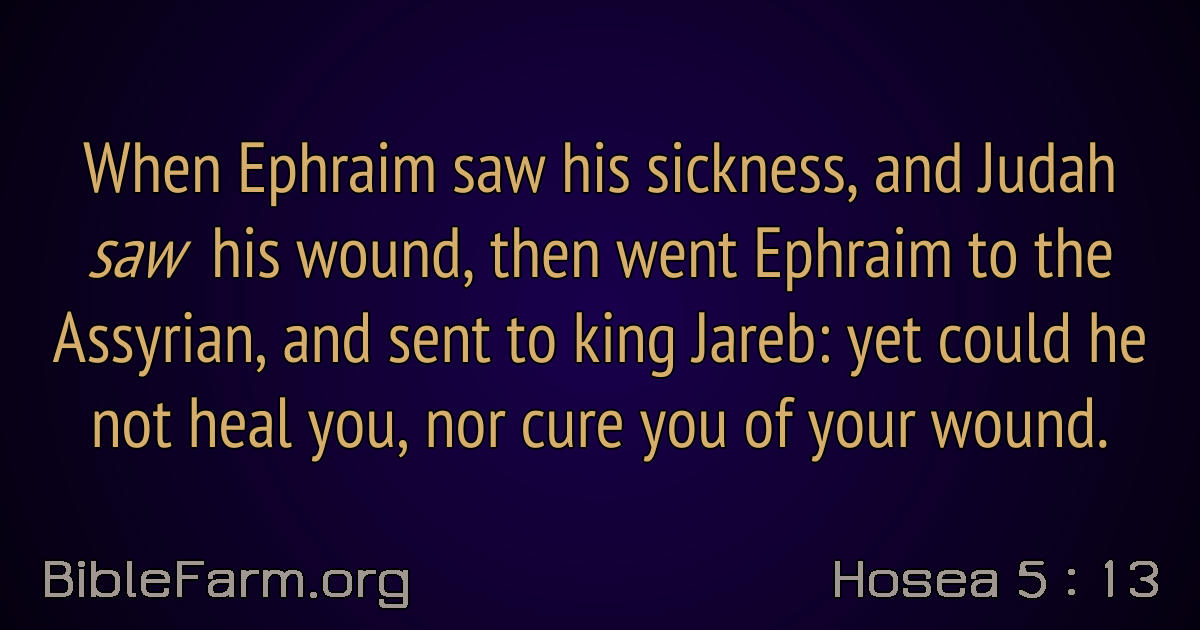 When Ephraim saw his sickness, and Judah
saw his wound, then went Ephraim to the
Assyrian, and sent to king Jareb: yet could he
not heal you, nor cure you of your wound.
BibleFarm.org
Hosea 5 : 13